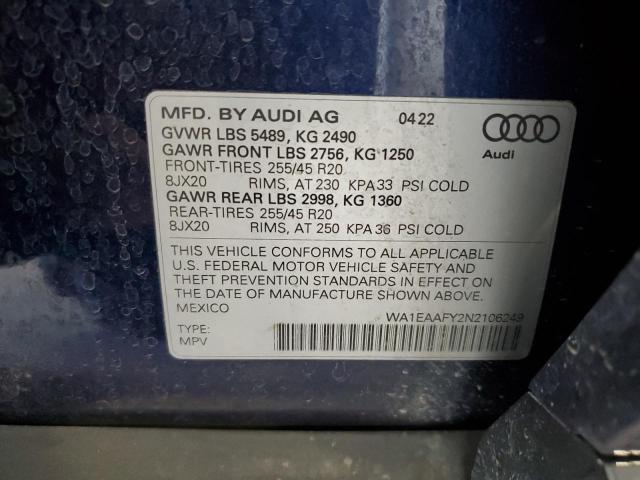 MFD. BY AUDI AG 04 22
GVWR LBS 5489, KG 2490
GAWR FRONT LBS 2756, KG 1250
FRONT-TIRES 255/45 R20
8JX20 RIMS, AT 230 KPA 33 PSI COLD
GAWR REAR LBS 2998, KG 1360
REAR-TIRES 255/45 R20
8JX20 RIMS, AT 250 KPA 36 PSI COLD
Audi
THIS VEHICLE CONFORMS TO ALL APPLICABLE
U.S. FEDERAL MOTOR VEHICLE SAFETY AND
THEFT PREVENTION STANDARDS IN EFFECT ON
THE DATE OF MANUFACTURE SHOWN ABOVE.
MEXICO
WA1EAAFY2N2106249
TYPE:
MPV